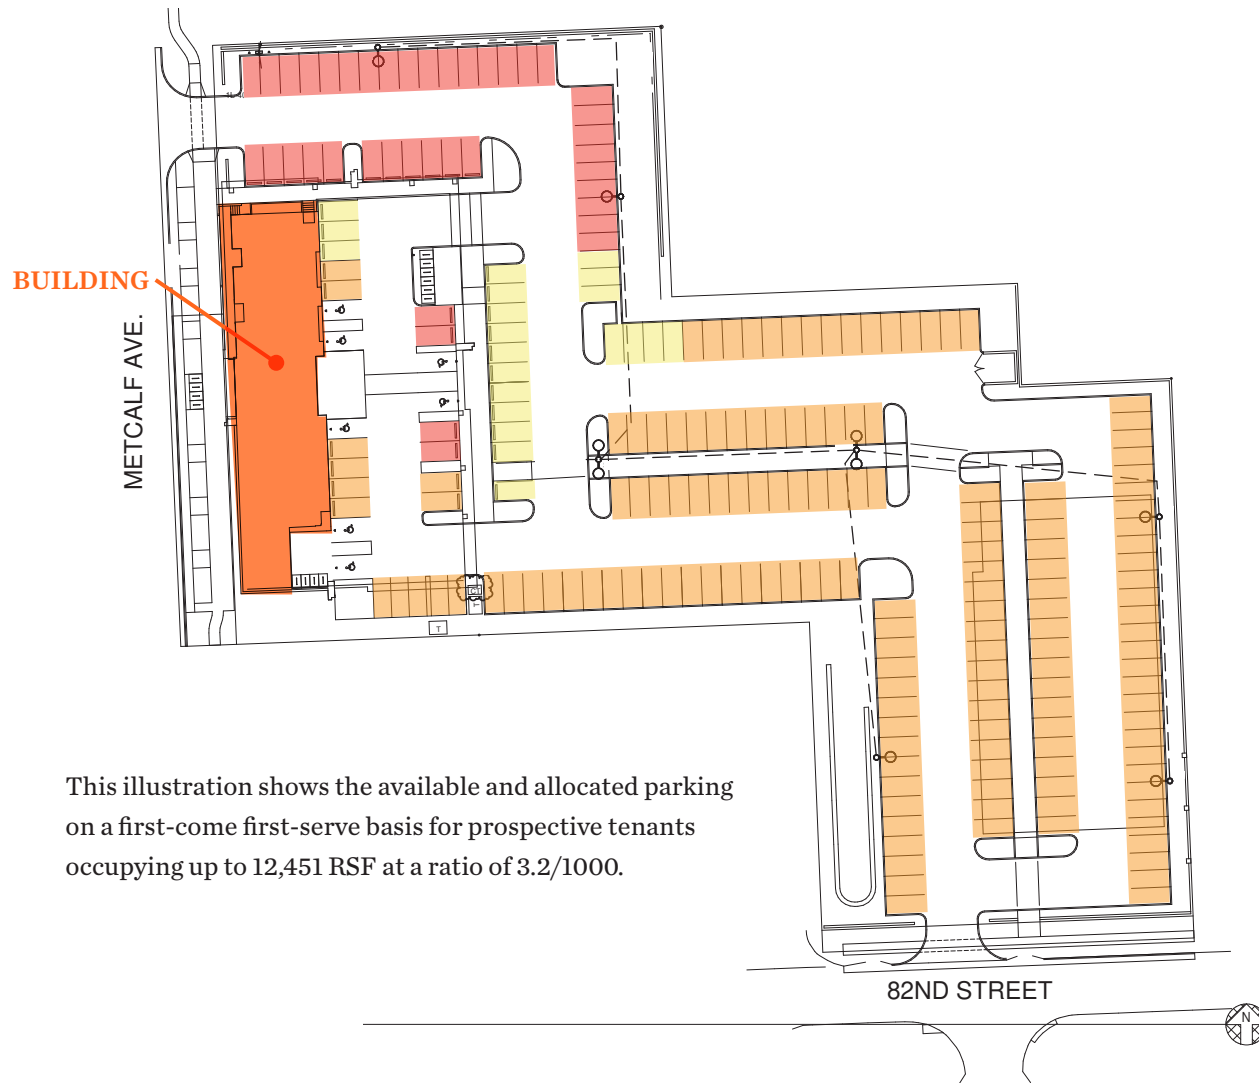 BUILDING
METCALF AVE.
This illustration shows the available and allocated parking
on a first-come first-serve basis for prospective tenants
occupying up to 12,451 RSF at a ratio of 3.2/1000.
T
T
82ND STREET
N